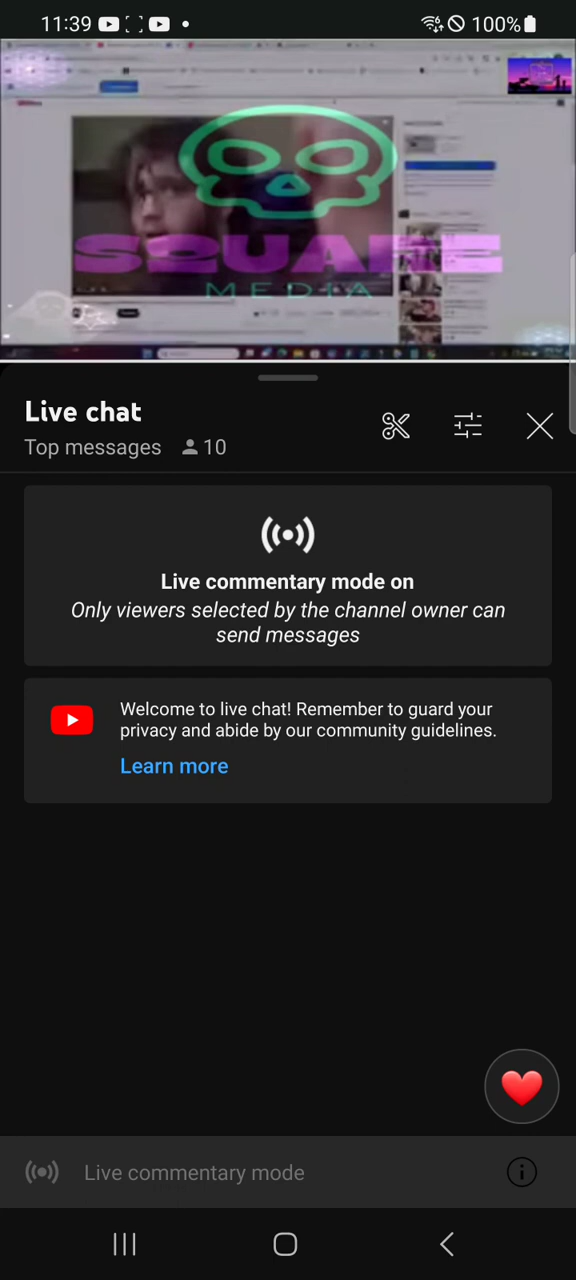 11:39
100%
SQUARE
MEDIA
Live chat
Top messages 10
Live commentary mode on
Only viewers selected by the channel owner can
send messages
Welcome to live chat! Remember to guard your
privacy and abide by our community guidelines.
Learn more
Live commentary mode